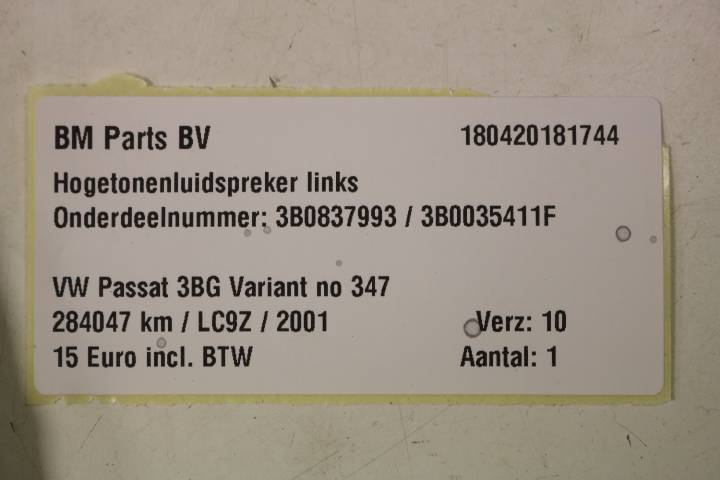 BM Parts BV 180420181744
Hogetonenluidspreker links
Onderdeelnummer: 3B0837993 / 3B0035411F
VW Passat 3BG Variant no 347
284047 km / LC9Z / 2001 Verz: 10
15 Euro incl. BTW Aantal: 1